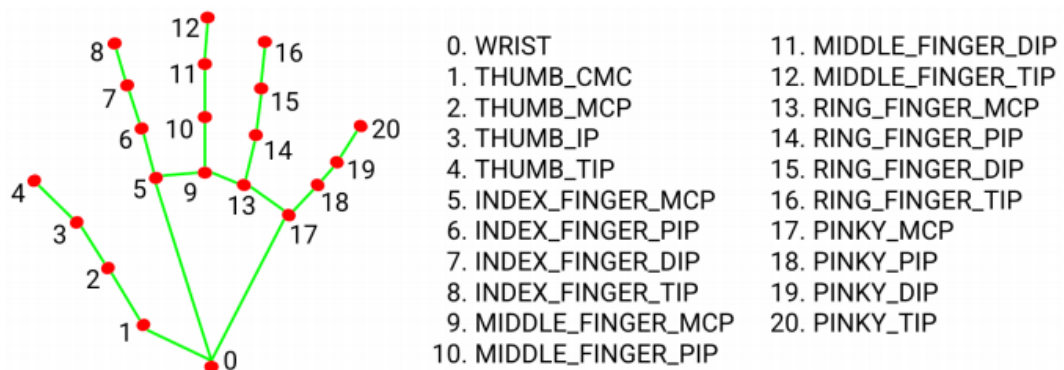 12
8
16
11
7
15
6
10
20
14
4
19
5
9
13
18
3
17
2
1
0
0. WRIST
1. THUMB_CMC
2. THUMB_MCP
3. THUMB_IP
4. THUMB_TIP
5. INDEX_FINGER_MCP
6. INDEX_FINGER_PIP
7. INDEX_FINGER_DIP
8. INDEX_FINGER_TIP
9. MIDDLE_FINGER_MCP
10. MIDDLE_FINGER_PIP
11. MIDDLE_FINGER_DIP
12. MIDDLE_FINGER_TIP
13. RING_FINGER_MCP
14. RING_FINGER_PIP
15. RING_FINGER_DIP
16. RING_FINGER_TIP
17. PINKY_MCP
18. PINKY_PIP
19. PINKY_DIP
20. PINKY_TIP